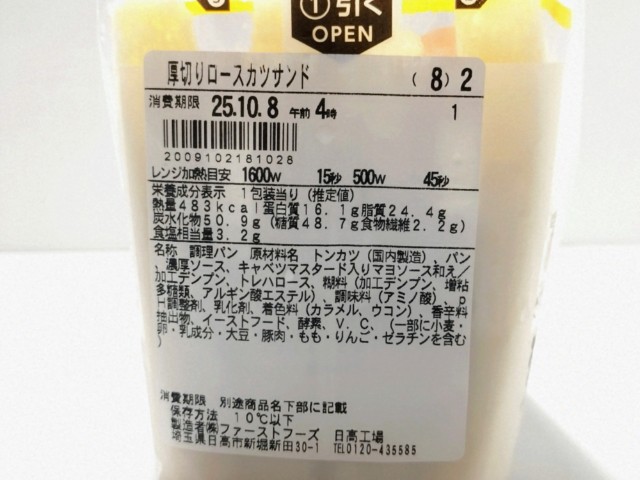 ①引く
OPEN
厚切りロースカツサンド (8)2
消費期限 25.10.8 午前4時 1
2009102181028
レンジ加熱目安 1600W 15秒 500W 45秒
栄養成分表示 1包装当り(推定値)
熱量483kcal蛋白質16.1g脂質24.4g
炭水化物50.9g(糖質48.7g食物繊維2.2g)
食塩相当量3.2g
名称 調理パン 原材料名 トンカツ(国内製造)、パン
、濃厚ソース、キャベツマスタード入りマヨソース和え/
加工デンプン、トレハロース、糊料(加工デンプン、増粘
多糖類、アルギン酸エステル)、調味料(アミノ酸)、p
H調整剤、乳化剤、着色料(カラメル、ウコン)、香辛料
抽出物、イーストフード、酵素、V.C、(一部に小麦・
卵・乳成分・大豆・豚肉・もも・りんご・ゼラチンを含む
)
消費期限 別途商品名下部に記載
保存方法 10℃以下
製造者㈱ファーストフーズ 日高工場
埼玉県日高市新堀新田30-1 TEL0120-435585